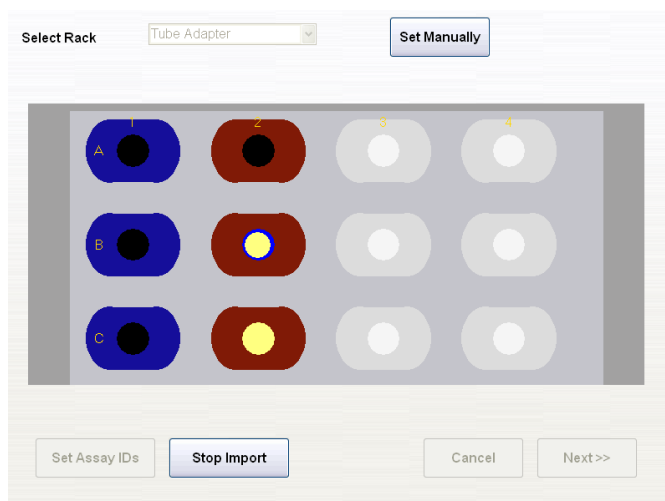 Select Rack
Tube Adapter
Set Manually
1 2 3 4
A
B
C
Set Assay IDs
Stop Import
Cancel
Next >>